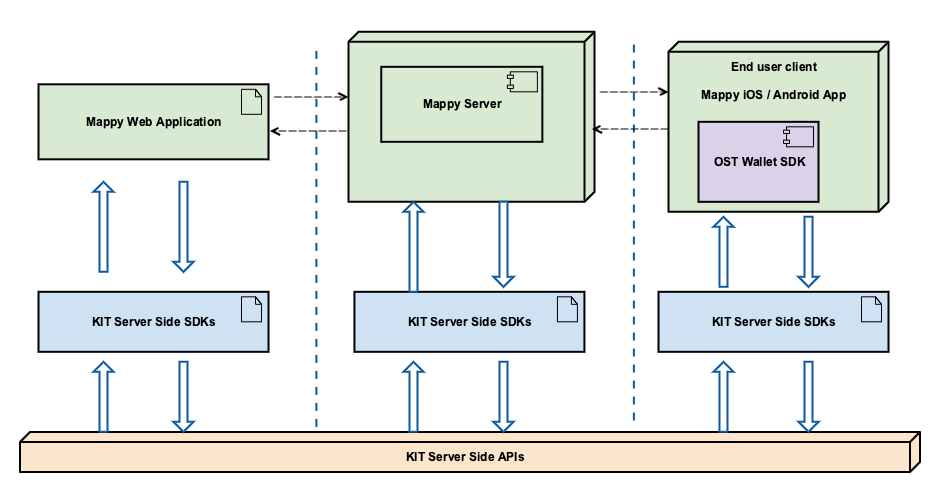 Mappy Web Application
Mappy Server
End user client
Mappy iOS / Android App
OST Wallet SDK
KIT Server Side SDKs
KIT Server Side SDKs
KIT Server Side SDKs
KIT Server Side APIs